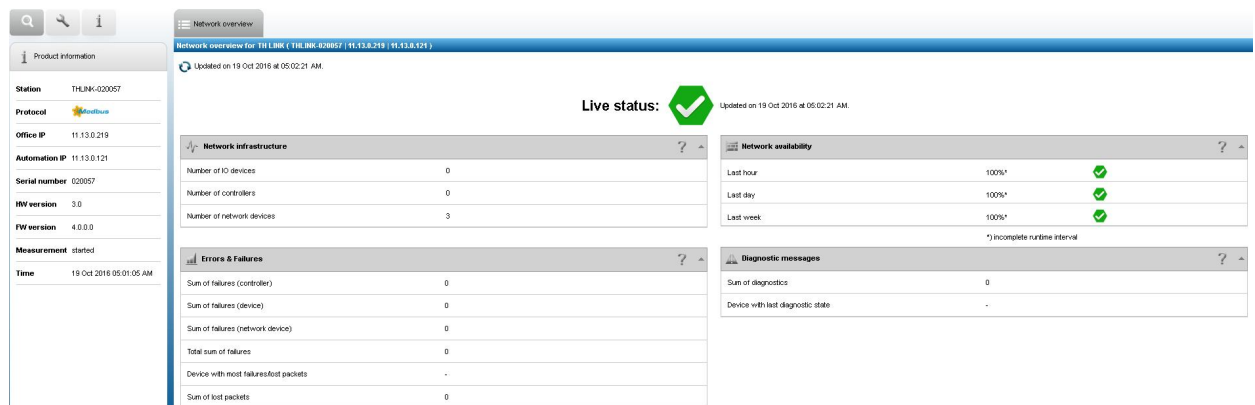 Network overview
Product information
Station THLINK-020057
Protocol Modbus
Office IP 11.13.0.219
Automation IP 11.13.0.121
Serial number 020057
HW version 3.0
FW version 4.0.0.0
Measurement started
Time 19 Oct 2016 05:01:05 AM
Network overview for TH LINK ( THLINK-020057 | 11.13.0.219 | 11.13.0.121 )
Updated on 19 Oct 2016 at 05:02:21 AM.
Live status: Updated on 19 Oct 2016 at 05:02:21 AM.
Network infrastructure ?
Number of IO devices 0
Number of controllers 0
Number of network devices 3
Network availability ?
Last hour 100%*
Last day 100%*
Last week 100%*
*) incomplete runtime interval
Errors & Failures ?
Sum of failures (controller) 0
Sum of failures (device) 0
Sum of failures (network device) 0
Total sum of failures 0
Device with most failures/lost packets -
Sum of lost packets 0
Diagnostic messages ?
Sum of diagnostics 0
Device with last diagnostic state -